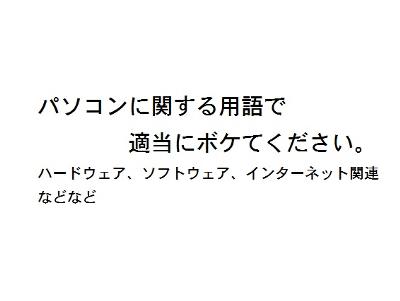 パソコンに関する用語で
適当にボケてください。
ハードウェア、ソフトウェア、インターネット関連
などなど